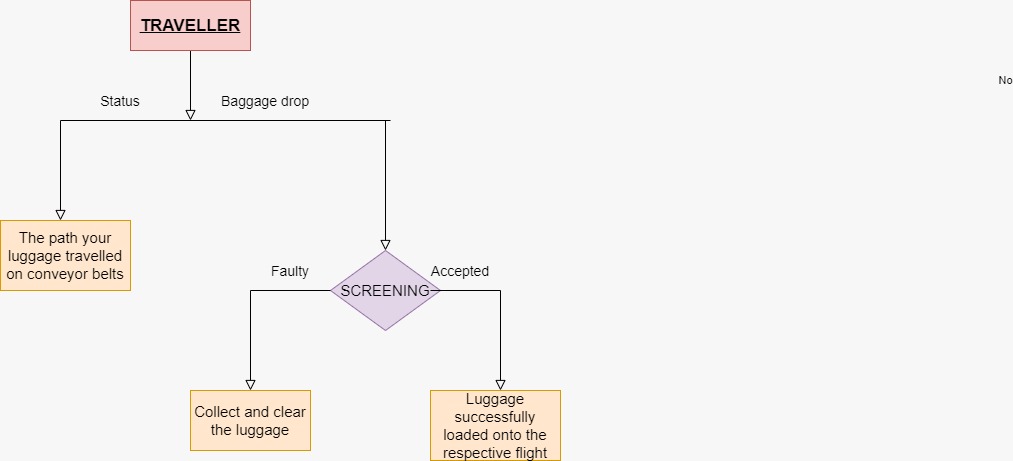 TRAVELLER
No
Status
Baggage drop
The path your
luggage travelled
on conveyor belts
Faulty
Accepted
SCREENING
Collect and clear
the luggage
Luggage
successfully
loaded onto the
respective flight